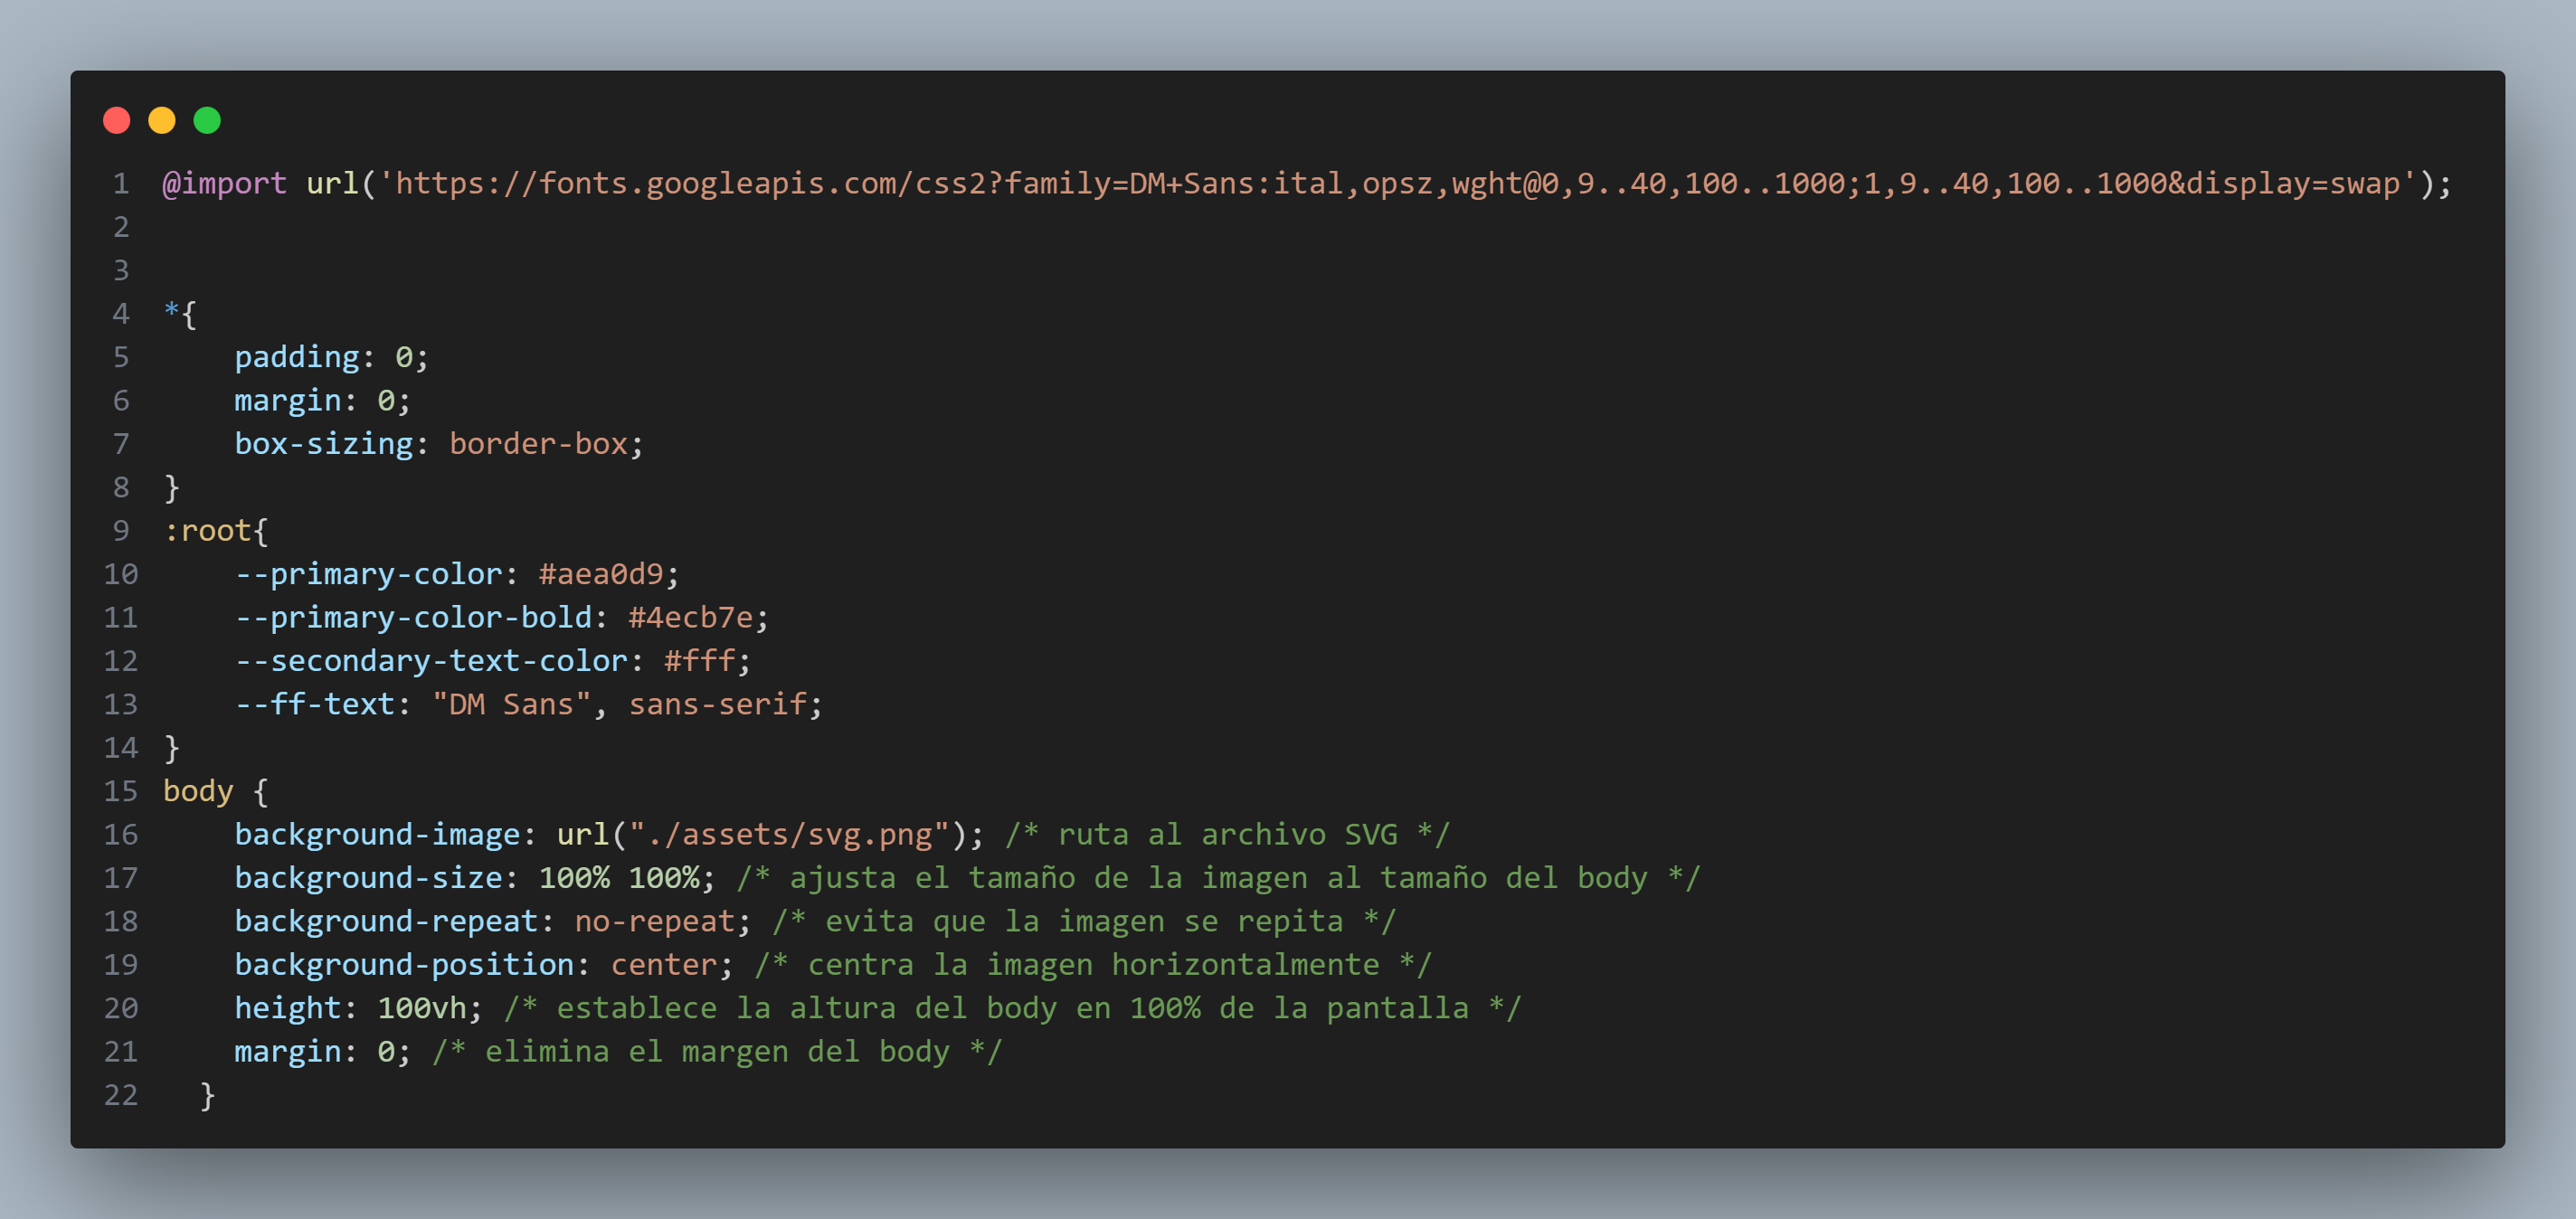 1 @import url('https://fonts.googleapis.com/css2?family=DM+Sans:ital,opsz,wght@0,9..40,100..1000;1,9..40,100..1000&display=swap');
2
3
4 *{
5     padding: 0;
6     margin: 0;
7     box-sizing: border-box;
8 }
9 :root{
10     --primary-color: #aea0d9;
11     --primary-color-bold: #4ecb7e;
12     --secondary-text-color: #fff;
13     --ff-text: "DM Sans", sans-serif;
14 }
15 body {
16     background-image: url("./assets/svg.png"); /* ruta al archivo SVG */
17     background-size: 100% 100%; /* ajusta el tamaño de la imagen al tamaño del body */
18     background-repeat: no-repeat; /* evita que la imagen se repita */
19     background-position: center; /* centra la imagen horizontalmente */
20     height: 100vh; /* establece la altura del body en 100% de la pantalla */
21     margin: 0; /* elimina el margen del body */
22   }